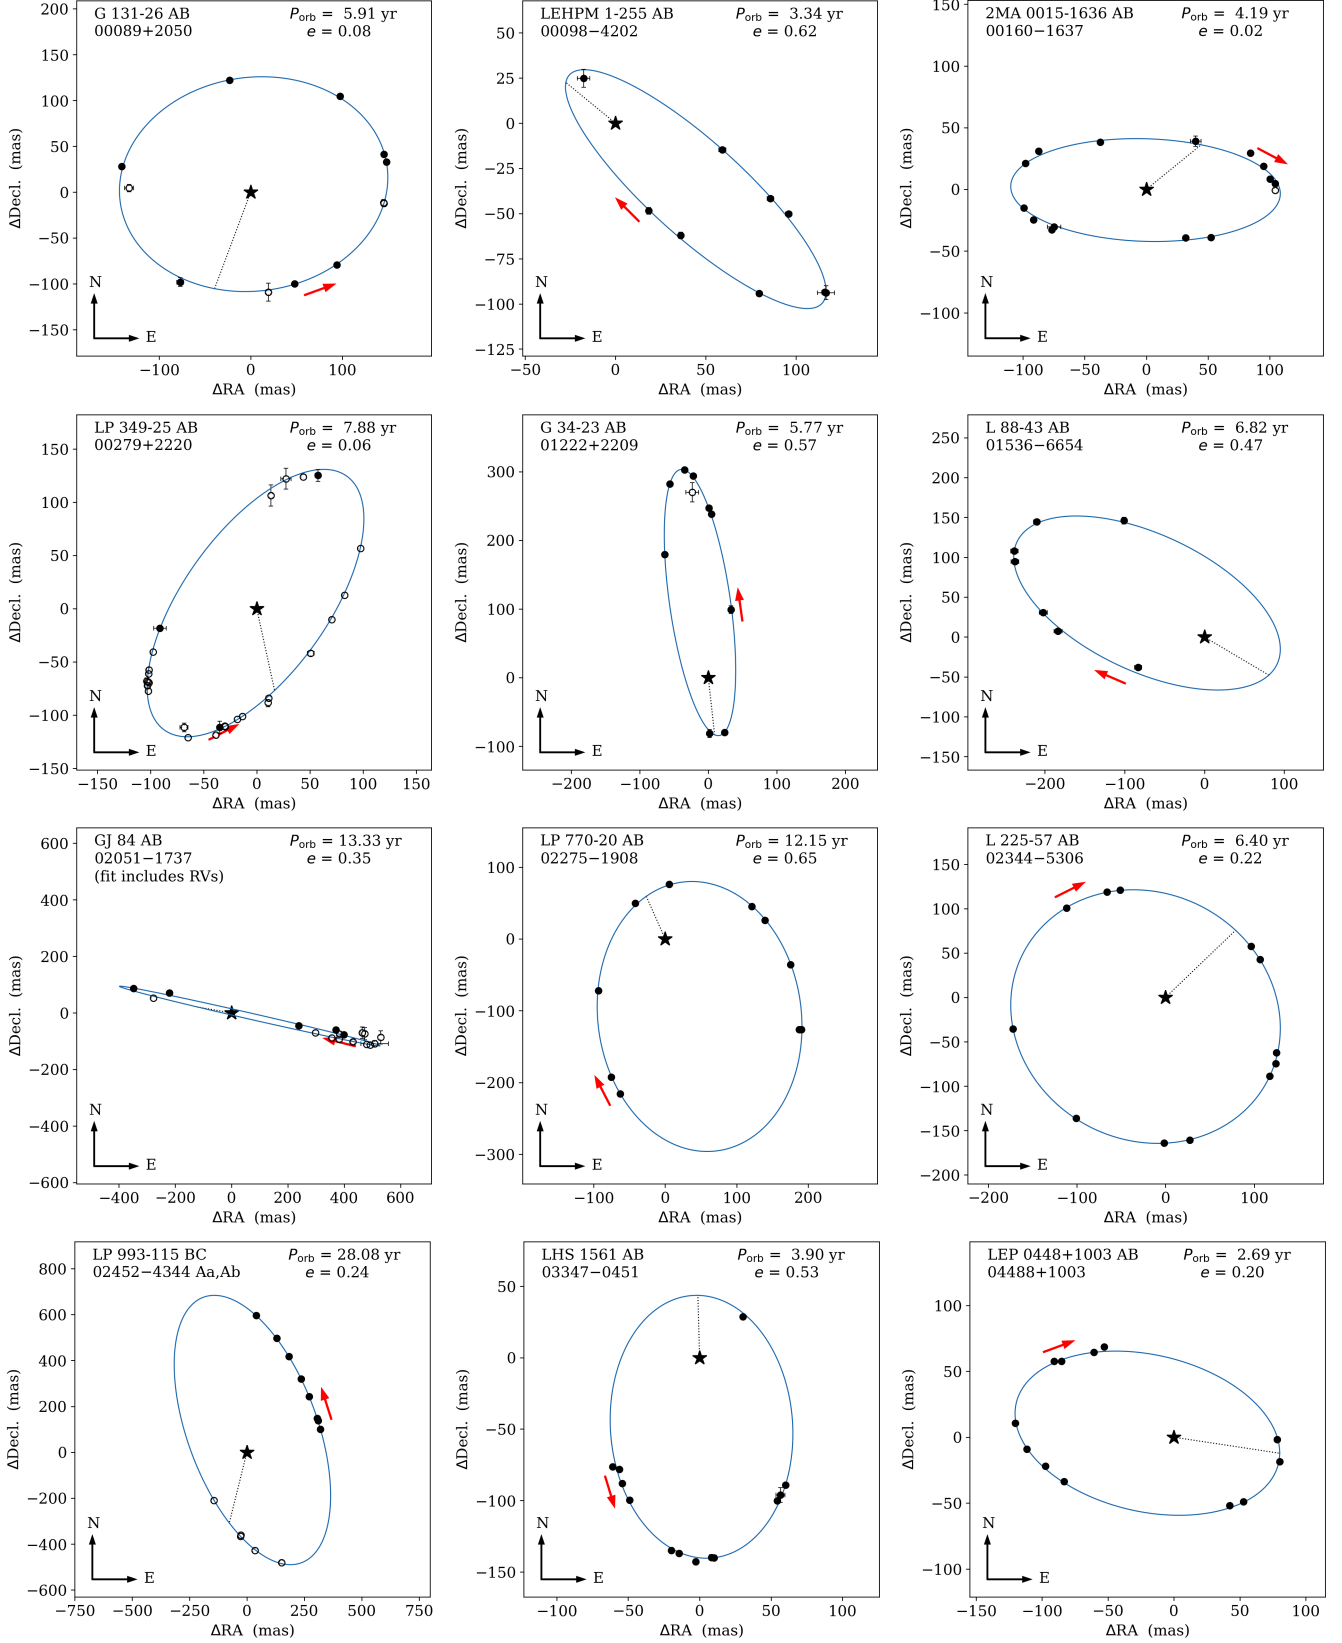 G 131-26 AB
00089+2050
Porb = 5.91 yr
e = 0.08
200
150
100
50
0
−50
−100
−150
ΔDecl. (mas)
N
E
−100
0
100
ΔRA (mas)
LEHPM 1-255 AB
00098−4202
Porb = 3.34 yr
e = 0.62
50
25
0
−25
−50
−75
−100
−125
ΔDecl. (mas)
N
E
−50
0
50
100
ΔRA (mas)
2MA 0015-1636 AB
00160−1637
Porb = 4.19 yr
e = 0.02
150
100
50
0
−50
−100
ΔDecl. (mas)
N
E
−100
−50
0
50
100
ΔRA (mas)
LP 349-25 AB
00279+2220
Porb = 7.88 yr
e = 0.06
150
100
50
0
−50
−100
−150
ΔDecl. (mas)
N
E
−150
−100
−50
0
50
100
150
ΔRA (mas)
G 34-23 AB
01222+2209
Porb = 5.77 yr
e = 0.57
300
200
100
0
−100
ΔDecl. (mas)
N
E
−200
−100
0
100
200
ΔRA (mas)
L 88-43 AB
01536−6654
Porb = 6.82 yr
e = 0.47
250
200
150
100
50
0
−50
−100
−150
ΔDecl. (mas)
N
E
−200
−100
0
100
ΔRA (mas)
GJ 84 AB
02051−1737
(fit includes RVs)
Porb = 13.33 yr
e = 0.35
600
400
200
0
−200
−400
−600
ΔDecl. (mas)
N
E
−400
−200
0
200
400
600
ΔRA (mas)
LP 770-20 AB
02275−1908
Porb = 12.15 yr
e = 0.65
100
0
−100
−200
−300
ΔDecl. (mas)
N
E
−100
0
100
200
ΔRA (mas)
L 225-57 AB
02344−5306
Porb = 6.40 yr
e = 0.22
150
100
50
0
−50
−100
−150
−200
ΔDecl. (mas)
N
E
−200
−100
0
100
ΔRA (mas)
LP 993-115 BC
02452−4344 Aa,Ab
Porb = 28.08 yr
e = 0.24
800
600
400
200
0
−200
−400
−600
ΔDecl. (mas)
N
E
−750
−500
−250
0
250
500
750
ΔRA (mas)
LHS 1561 AB
03347−0451
Porb = 3.90 yr
e = 0.53
50
0
−50
−100
−150
ΔDecl. (mas)
N
E
−100
−50
0
50
100
ΔRA (mas)
LEP 0448+1003 AB
04488+1003
Porb = 2.69 yr
e = 0.20
100
50
0
−50
−100
ΔDecl. (mas)
N
E
−150
−100
−50
0
50
100
ΔRA (mas)